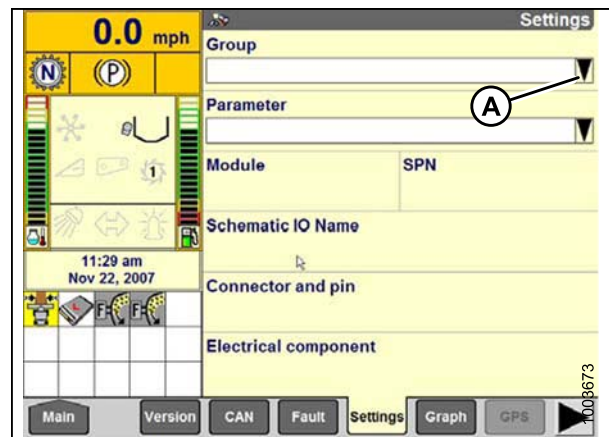 0.0 mph
N
(P)
1
11:29 am
Nov 22, 2007
F F
Settings
Group
A
Parameter
Module SPN
Schematic IO Name
Connector and pin
Electrical component
Main Version CAN Fault Settings Graph GPS
1003673